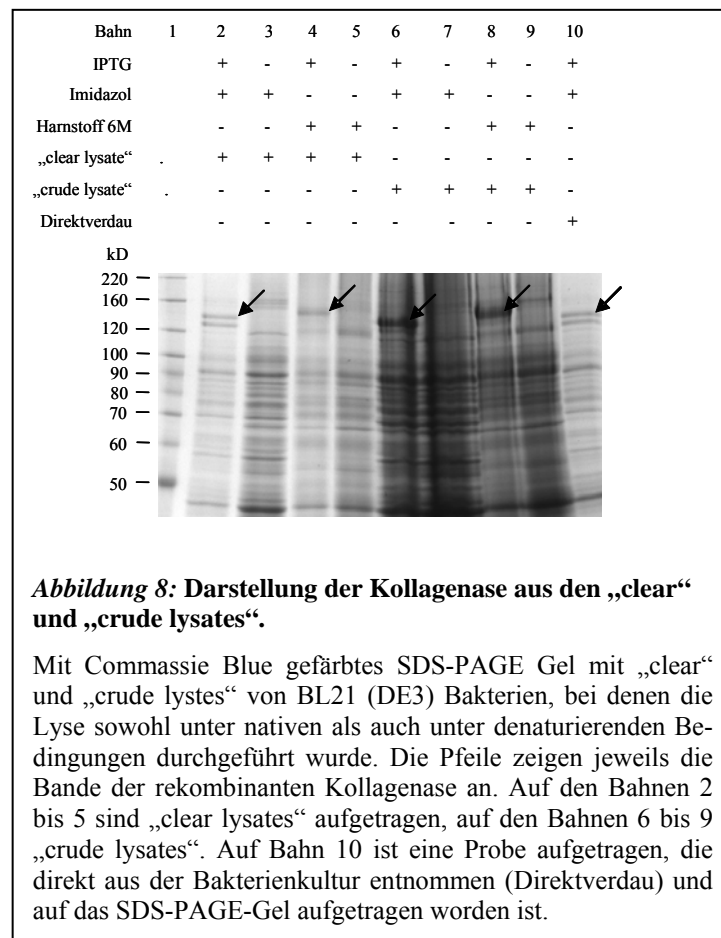 Bahn 1 2 3 4 5 6 7 8 9 10
IPTG + - + - + - + - +
Imidazol + + - - + + - - +
Harnstoff 6M - - + + - - + + -
„clear lysate“ . + + + + - - - - -
„crude lysate“ . - - - - + + + + -
Direktverdau - - - - - - - - +
kD
220
160
120
100
90
80
70
60
50
Abbildung 8: Darstellung der Kollagenase aus den „clear“
und „crude lysates“.
Mit Commassie Blue gefärbtes SDS-PAGE Gel mit „clear“
und „crude lystes“ von BL21 (DE3) Bakterien, bei denen die
Lyse sowohl unter nativen als auch unter denaturierenden Be-
dingungen durchgeführt wurde. Die Pfeile zeigen jeweils die
Bande der rekombinanten Kollagenase an. Auf den Bahnen 2
bis 5 sind „clear lysates“ aufgetragen, auf den Bahnen 6 bis 9
„crude lysates“. Auf Bahn 10 ist eine Probe aufgetragen, die
direkt aus der Bakterienkultur entnommen (Direktverdau) und
auf das SDS-PAGE-Gel aufgetragen worden ist.